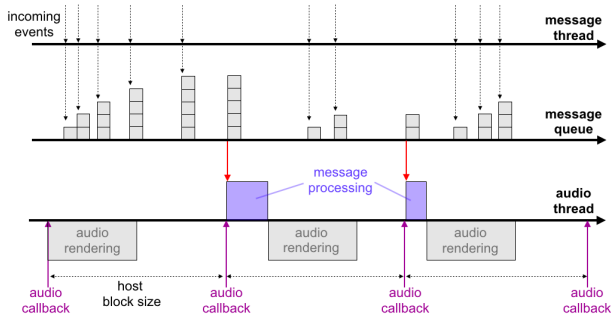 incoming
events
message
thread
message
queue
message
processing
audio
thread
audio
rendering
audio
rendering
audio
rendering
host
block size
audio
callback
audio
callback
audio
callback
audio
callback